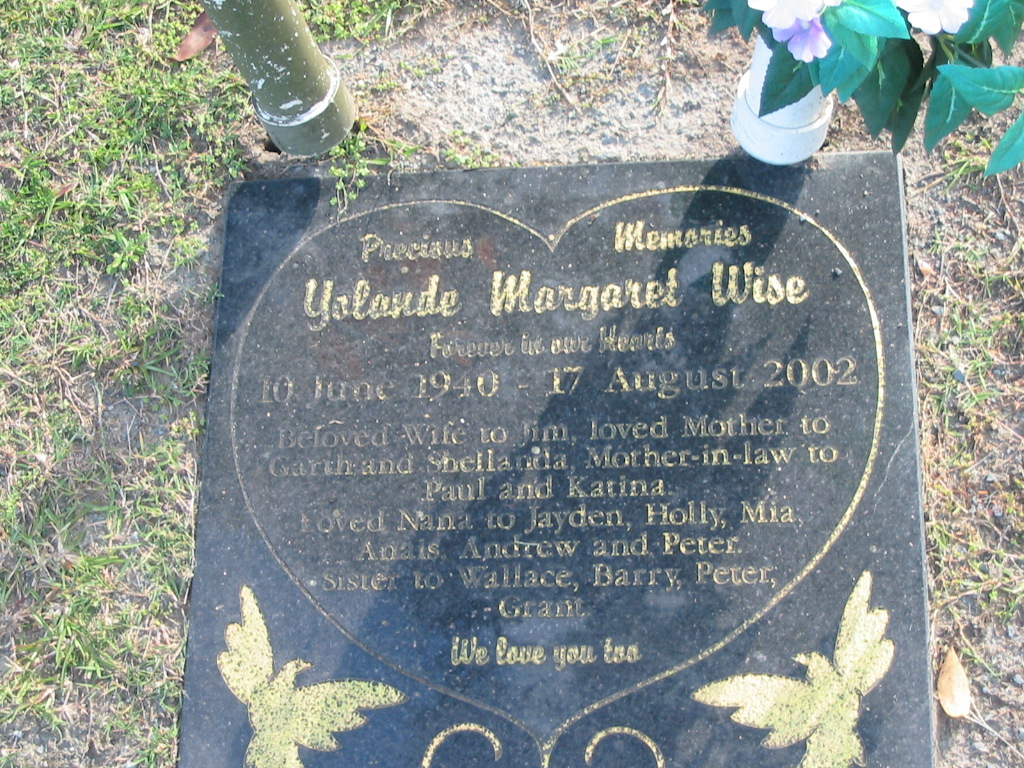 Precious Memories
Yolande Margaret Wise
Forever in our Hearts
10 June 1940 - 17 August 2002
Beloved Wife to Jim, loved Mother to
Garth and Shellanda, Mother-in-law to
Paul and Katina.
Loved Nana to Jayden, Holly, Mia,
Anais, Andrew and Peter.
Sister to Wallace, Barry, Peter,
Grant.
We love you too